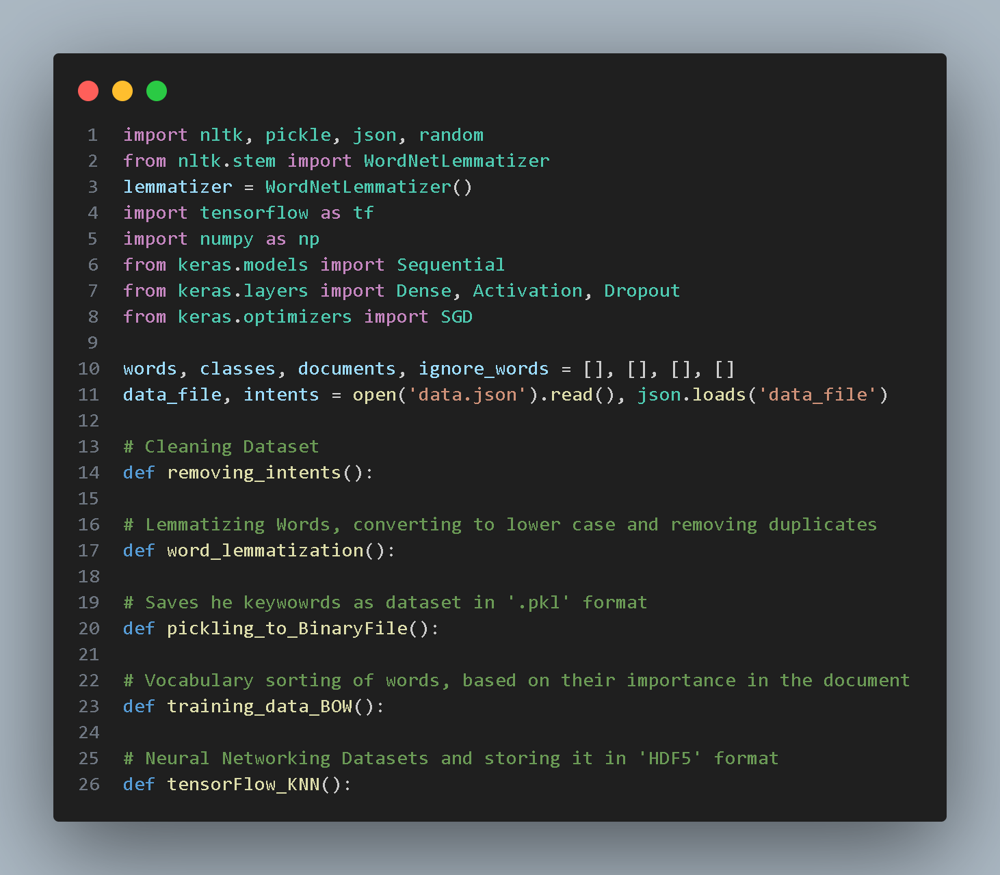 1 import nltk, pickle, json, random
2 from nltk.stem import WordNetLemmatizer
3 lemmatizer = WordNetLemmatizer()
4 import tensorflow as tf
5 import numpy as np
6 from keras.models import Sequential
7 from keras.layers import Dense, Activation, Dropout
8 from keras.optimizers import SGD
9
10 words, classes, documents, ignore_words = [], [], [], []
11 data_file, intents = open('data.json').read(), json.loads('data_file')
12
13 # Cleaning Dataset
14 def removing_intents():
15
16 # Lemmatizing Words, converting to lower case and removing duplicates
17 def word_lemmatization():
18
19 # Saves he keywowrds as dataset in '.pkl' format
20 def pickling_to_BinaryFile():
21
22 # Vocabulary sorting of words, based on their importance in the document
23 def training_data_BOW():
24
25 # Neural Networking Datasets and storing it in 'HDF5' format
26 def tensorFlow_KNN():